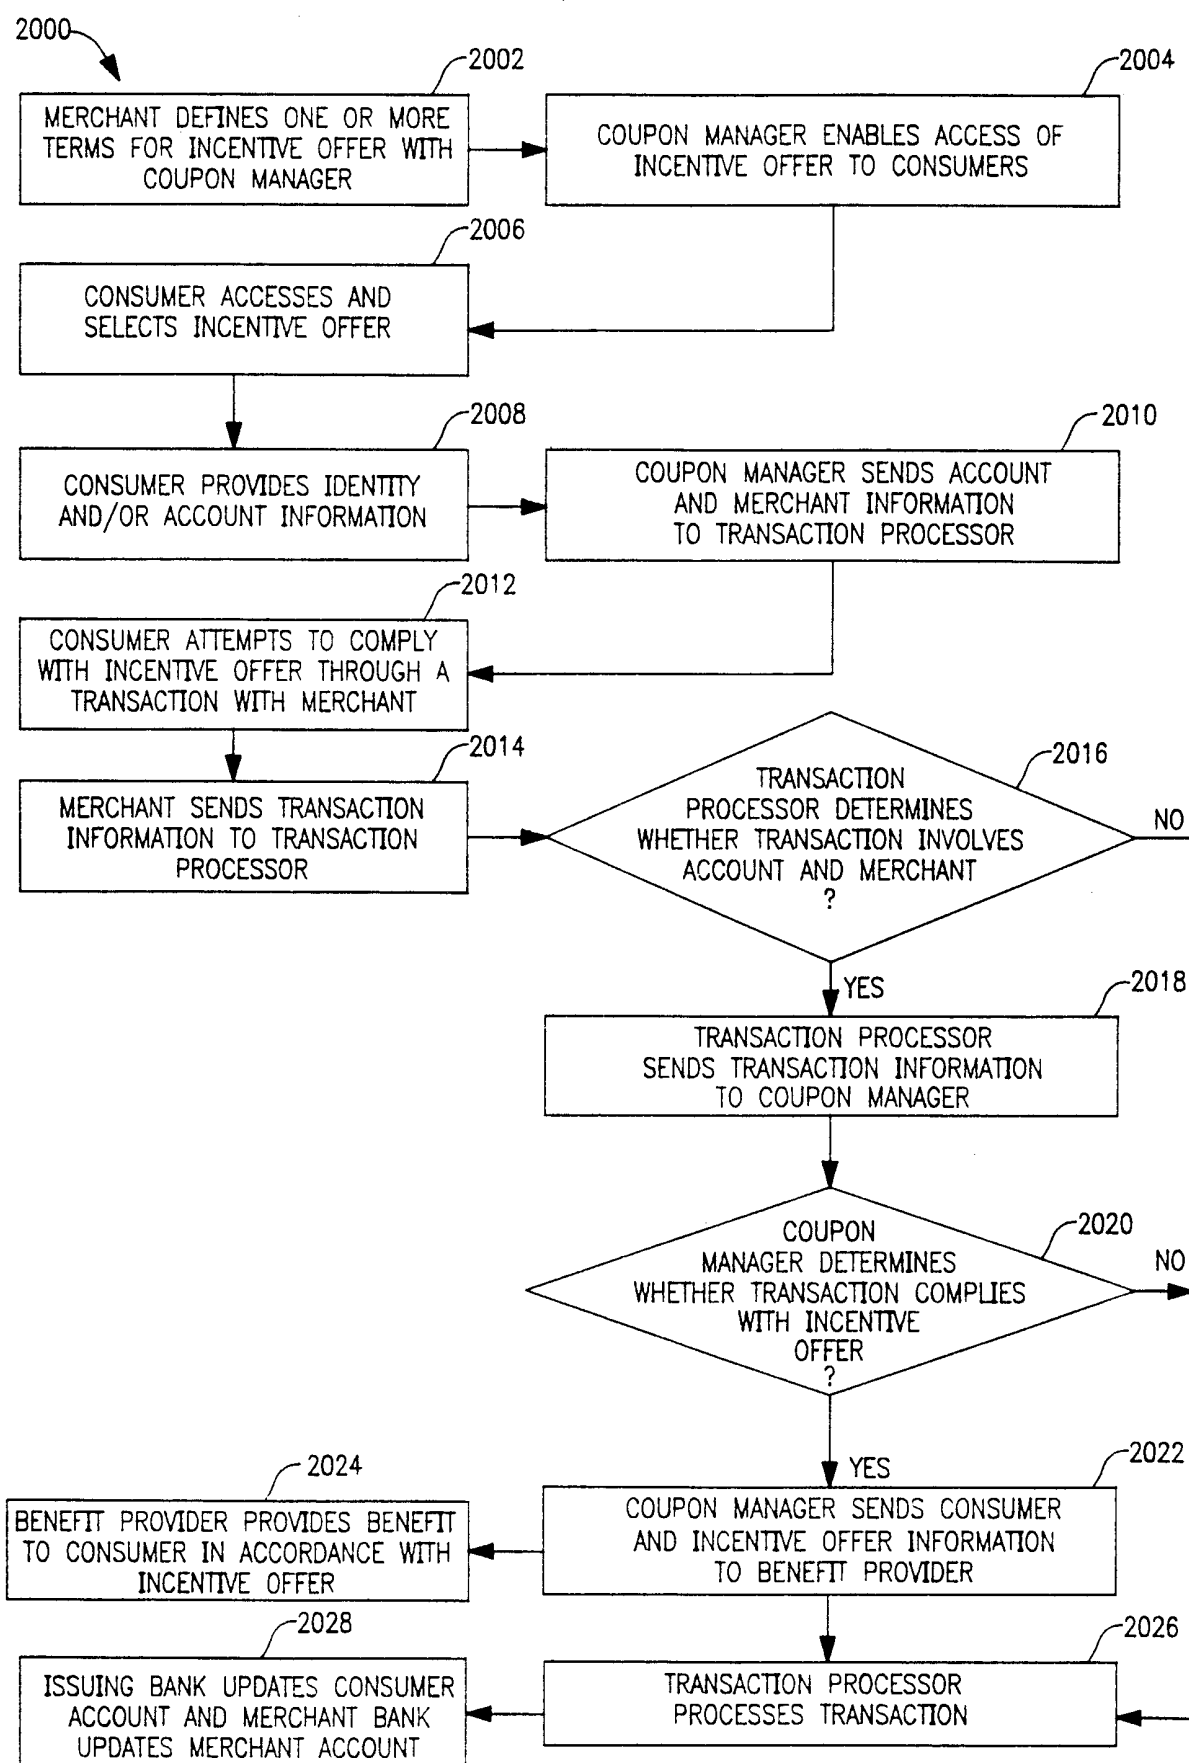 2000
2002
MERCHANT DEFINES ONE OR MORE
TERMS FOR INCENTIVE OFFER WITH
COUPON MANAGER
2004
COUPON MANAGER ENABLES ACCESS OF
INCENTIVE OFFER TO CONSUMERS
2006
CONSUMER ACCESSES AND
SELECTS INCENTIVE OFFER
2008
CONSUMER PROVIDES IDENTITY
AND/OR ACCOUNT INFORMATION
2010
COUPON MANAGER SENDS ACCOUNT
AND MERCHANT INFORMATION
TO TRANSACTION PROCESSOR
2012
CONSUMER ATTEMPTS TO COMPLY
WITH INCENTIVE OFFER THROUGH A
TRANSACTION WITH MERCHANT
2014
MERCHANT SENDS TRANSACTION
INFORMATION TO TRANSACTION
PROCESSOR
2016
TRANSACTION
PROCESSOR DETERMINES
WHETHER TRANSACTION INVOLVES
ACCOUNT AND MERCHANT
?
NO
YES
2018
TRANSACTION PROCESSOR
SENDS TRANSACTION INFORMATION
TO COUPON MANAGER
2020
COUPON
MANAGER DETERMINES
WHETHER TRANSACTION COMPLIES
WITH INCENTIVE
OFFER
?
NO
YES
2022
COUPON MANAGER SENDS CONSUMER
AND INCENTIVE OFFER INFORMATION
TO BENEFIT PROVIDER
2024
BENEFIT PROVIDER PROVIDES BENEFIT
TO CONSUMER IN ACCORDANCE WITH
INCENTIVE OFFER
2026
TRANSACTION PROCESSOR
PROCESSES TRANSACTION
2028
ISSUING BANK UPDATES CONSUMER
ACCOUNT AND MERCHANT BANK
UPDATES MERCHANT ACCOUNT